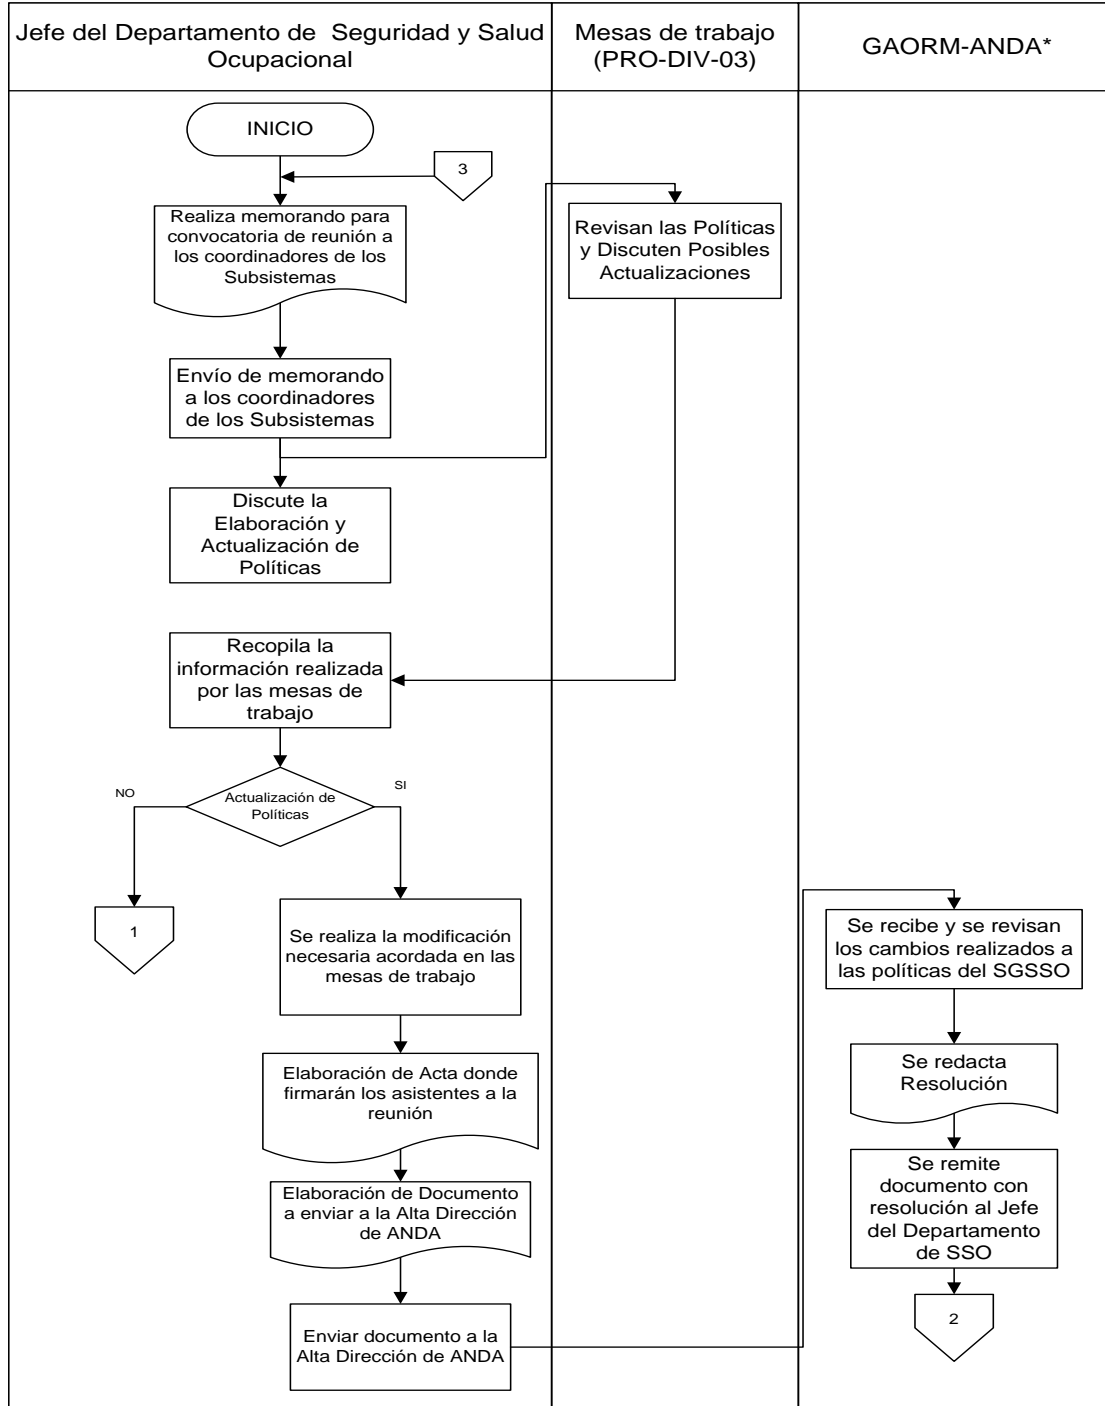 Jefe del Departamento de Seguridad y Salud
Ocupacional
Mesas de trabajo
(PRO-DIV-03)
GAORM-ANDA*
INICIO
3
Realiza memorando para
convocatoria de reunión a
los coordinadores de los
Subsistemas
Revisan las Políticas
y Discuten Posibles
Actualizaciones
Envío de memorando
a los coordinadores
de los Subsistemas
Discute la
Elaboración y
Actualización de
Políticas
Recopila la
información realizada
por las mesas de
trabajo
Actualización de
Políticas
NO
SI
1
Se realiza la modificación
necesaria acordada en las
mesas de trabajo
Elaboración de Acta donde
firmarán los asistentes a la
reunión
Elaboración de Documento
a enviar a la Alta Dirección
de ANDA
Enviar documento a la
Alta Dirección de ANDA
Se recibe y se revisan
los cambios realizados a
las políticas del SGSSO
Se redacta
Resolución
Se remite
documento con
resolución al Jefe
del Departamento
de SSO
2